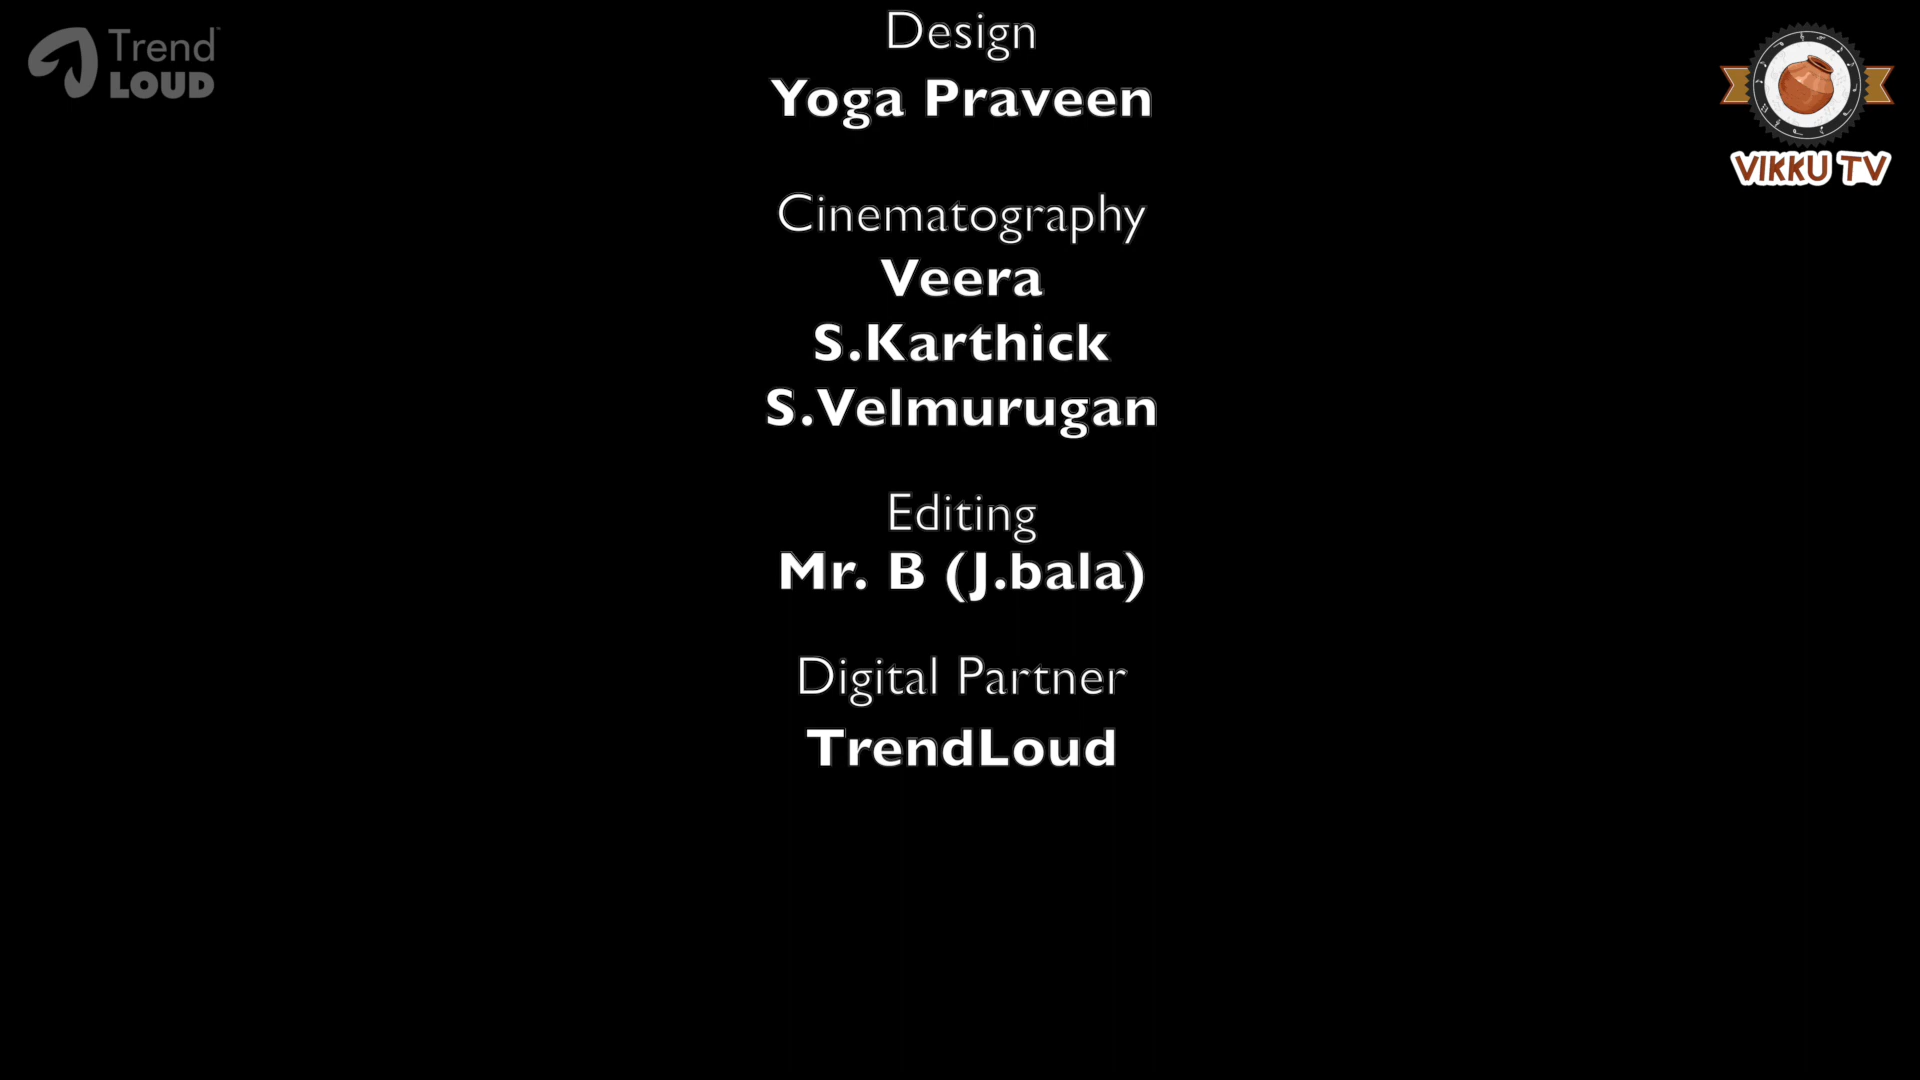 Trend
LOUD
Design
Yoga Praveen
Cinematography
Veera
S.Karthick
S.Velmurugan
Editing
Mr. B (J.bala)
Digital Partner
TrendLoud
VIKKU TV